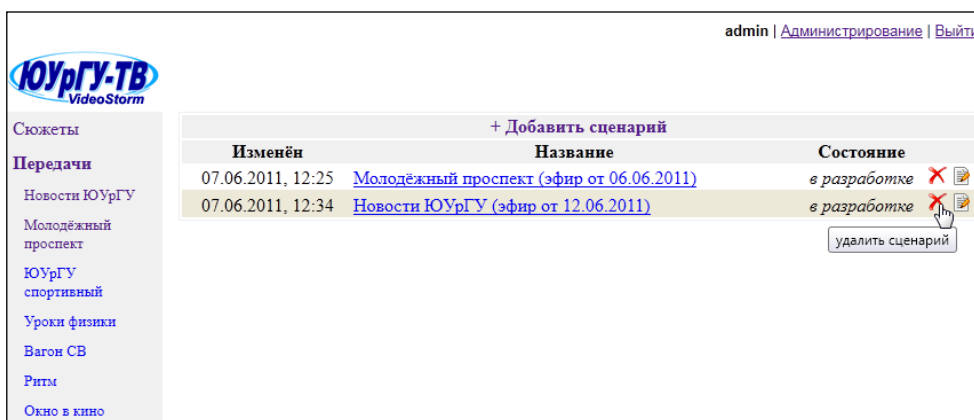 admin | Администрирование | Выйти
ЮУрГУ-ТВ
VideoStorm
Сюжеты
Передачи
Новости ЮУрГУ
Молодёжный
проспект
ЮУрГУ
спортивный
Уроки физики
Вагон СВ
Ритм
Окно в кино
+ Добавить сценарий
Изменён Название Состояние
07.06.2011, 12:25 Молодёжный проспект (эфир от 06.06.2011) в разработке
07.06.2011, 12:34 Новости ЮУрГУ (эфир от 12.06.2011) в разработке
удалить сценарий